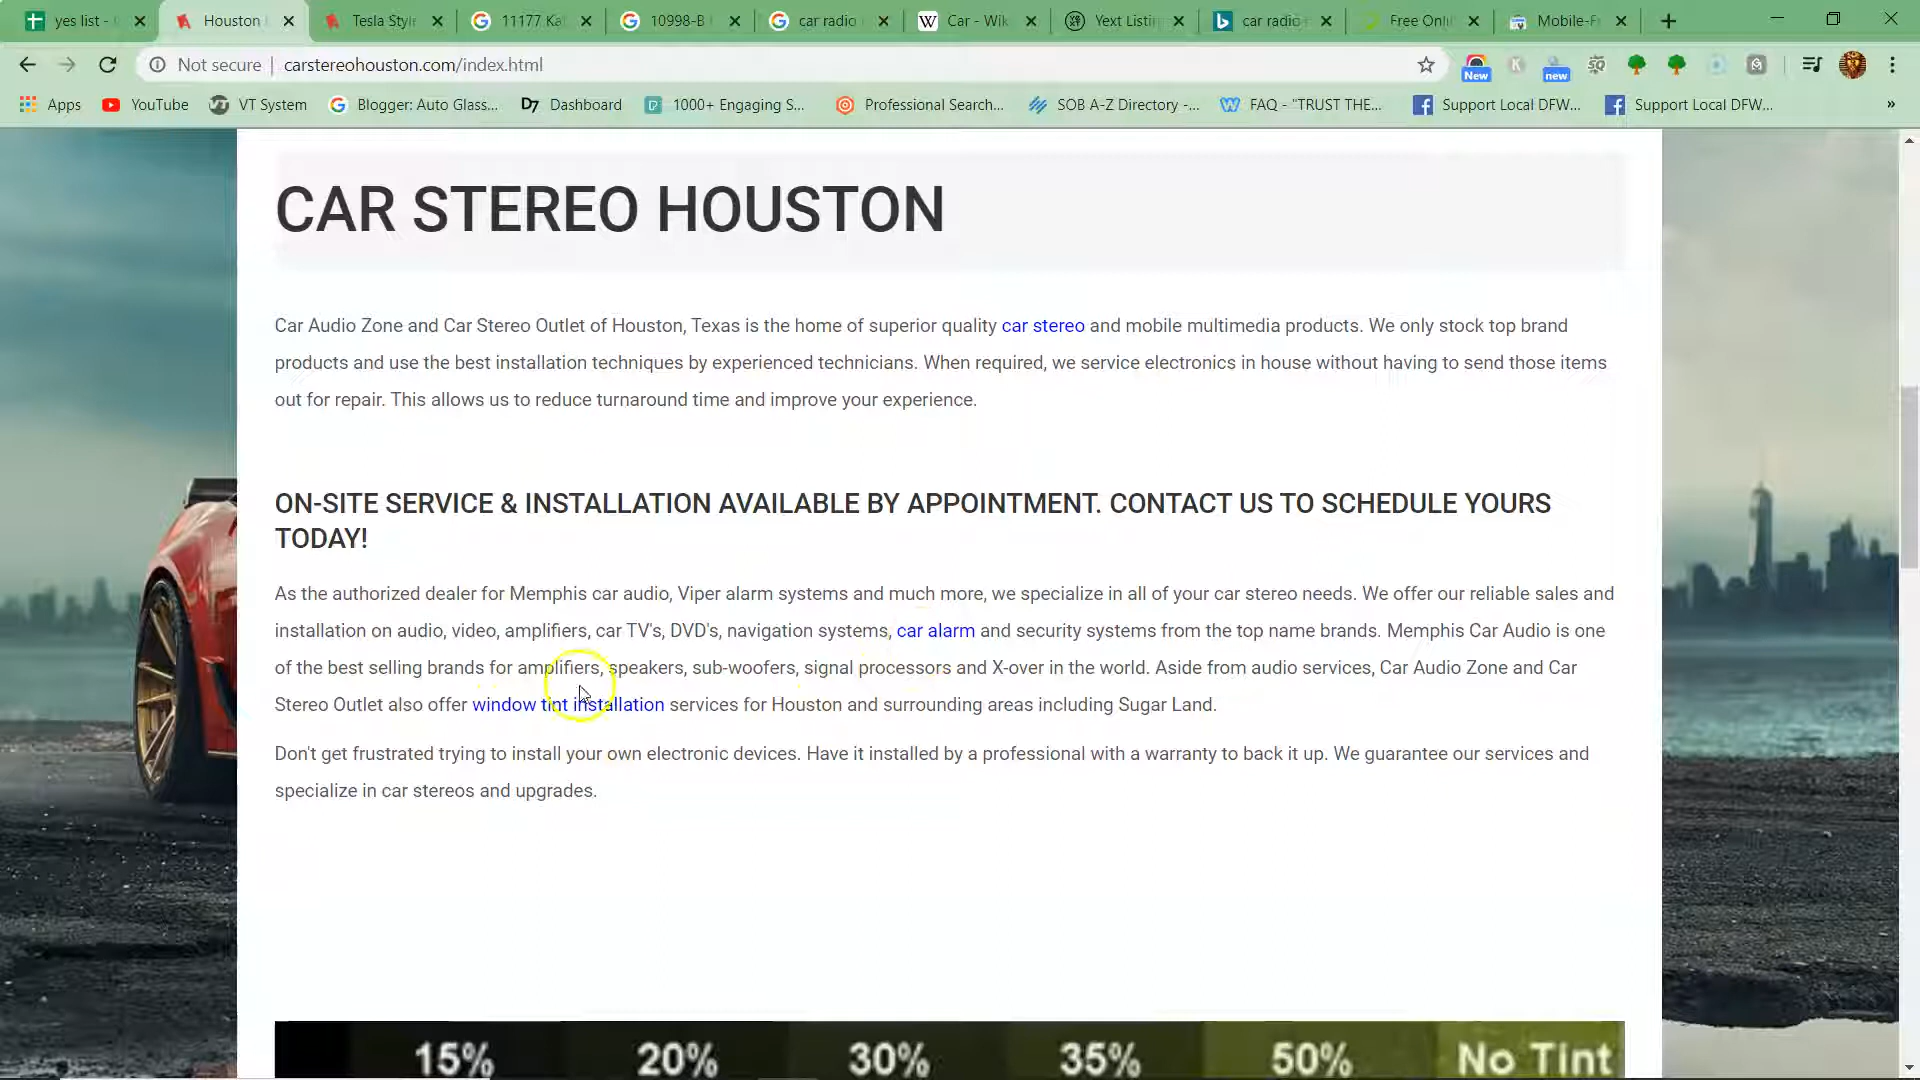 yes list -
Houston
Tesla Style
11177 Ka
10998-B
car radio
Car - Wik
Yext Listin
car radio
Free Onli
Mobile-F
Not secure | carstereohouston.com/index.html
New
new
Apps
YouTube
VT System
Blogger: Auto Glass...
D7 Dashboard
1000+ Engaging S...
Professional Search...
SOB A-Z Directory -...
FAQ - "TRUST THE...
Support Local DFW...
Support Local DFW...
»
CAR STEREO HOUSTON
Car Audio Zone and Car Stereo Outlet of Houston, Texas is the home of superior quality car stereo and mobile multimedia products. We only stock top brand
products and use the best installation techniques by experienced technicians. When required, we service electronics in house without having to send those items
out for repair. This allows us to reduce turnaround time and improve your experience.
ON-SITE SERVICE & INSTALLATION AVAILABLE BY APPOINTMENT. CONTACT US TO SCHEDULE YOURS
TODAY!
As the authorized dealer for Memphis car audio, Viper alarm systems and much more, we specialize in all of your car stereo needs. We offer our reliable sales and
installation on audio, video, amplifiers, car TV's, DVD's, navigation systems, car alarm and security systems from the top name brands. Memphis Car Audio is one
of the best selling brands for amplifiers, speakers, sub-woofers, signal processors and X-over in the world. Aside from audio services, Car Audio Zone and Car
Stereo Outlet also offer window tint installation services for Houston and surrounding areas including Sugar Land.
Don't get frustrated trying to install your own electronic devices. Have it installed by a professional with a warranty to back it up. We guarantee our services and
specialize in car stereos and upgrades.
15% 20% 30% 35% 50% No Tint